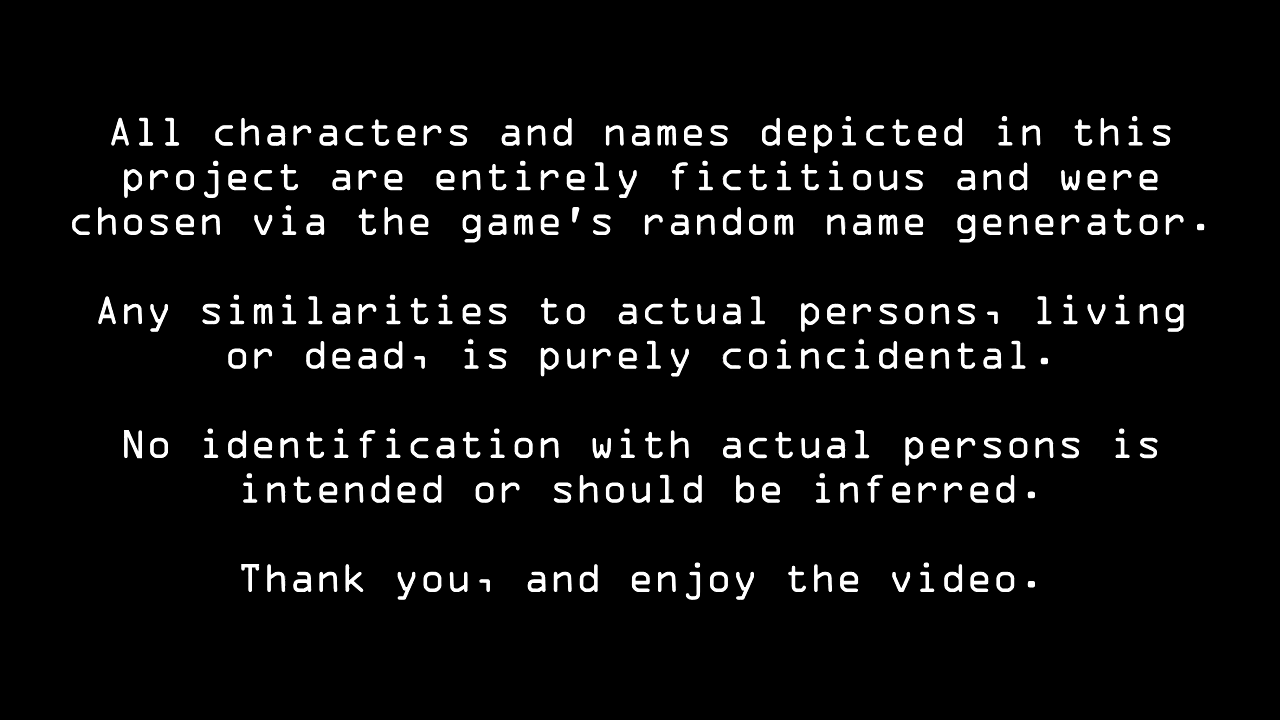 All characters and names depicted in this
project are entirely fictitious and were
chosen via the game's random name generator.
Any similarities to actual persons, living
or dead, is purely coincidental.
No identification with actual persons is
intended or should be inferred.
Thank you, and enjoy the video.